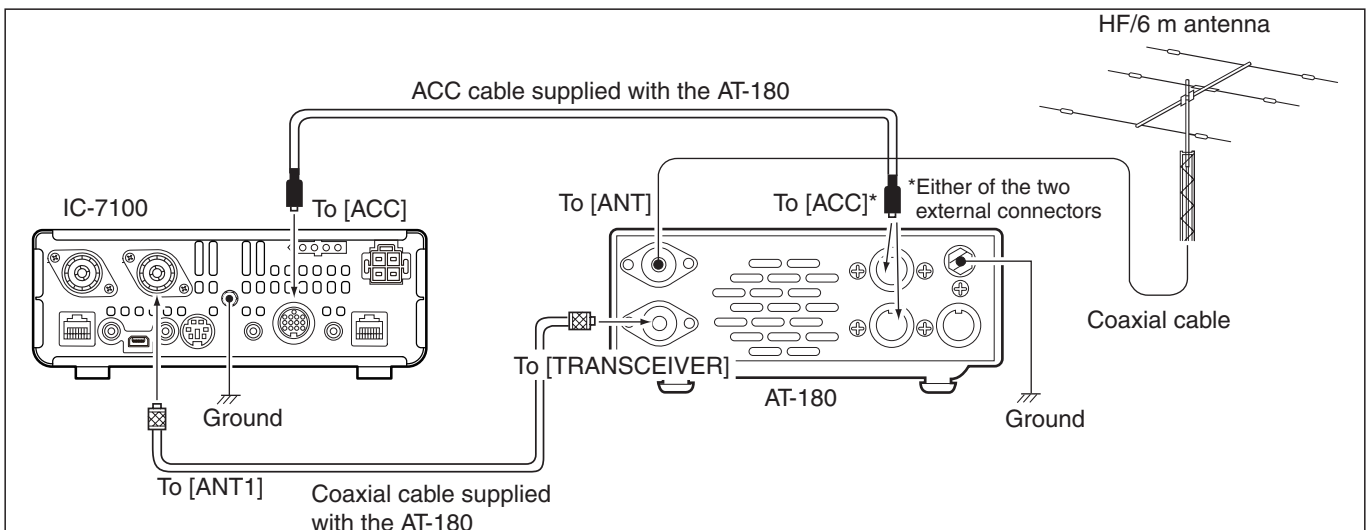 HF/6 m antenna
ACC cable supplied with the AT-180
IC-7100
To [ACC]
To [ANT]
To [ACC]*
*Either of the two
external connectors
Coaxial cable
To [TRANSCEIVER]
AT-180
Ground
Ground
To [ANT1]
Coaxial cable supplied
with the AT-180